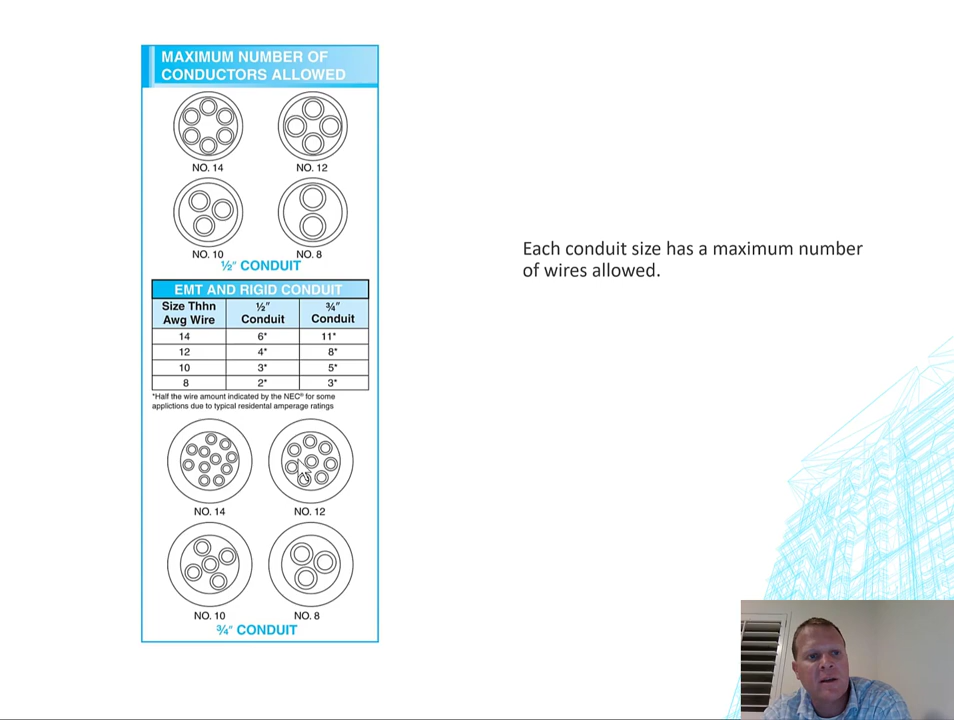 MAXIMUM NUMBER OF
CONDUCTORS ALLOWED
NO. 14 NO. 12
NO. 10 NO. 8
½" CONDUIT
EMT AND RIGID CONDUIT
Size Thhn ½" ¾"
Awg Wire Conduit Conduit
14 6* 11*
12 4* 8*
10 3* 5*
8 2* 3*
*Half the wire amount indicated by the NEC® for some
applictions due to typical residental amperage ratings
NO. 14 NO. 12
NO. 10 NO. 8
¾" CONDUIT
Each conduit size has a maximum number
of wires allowed.